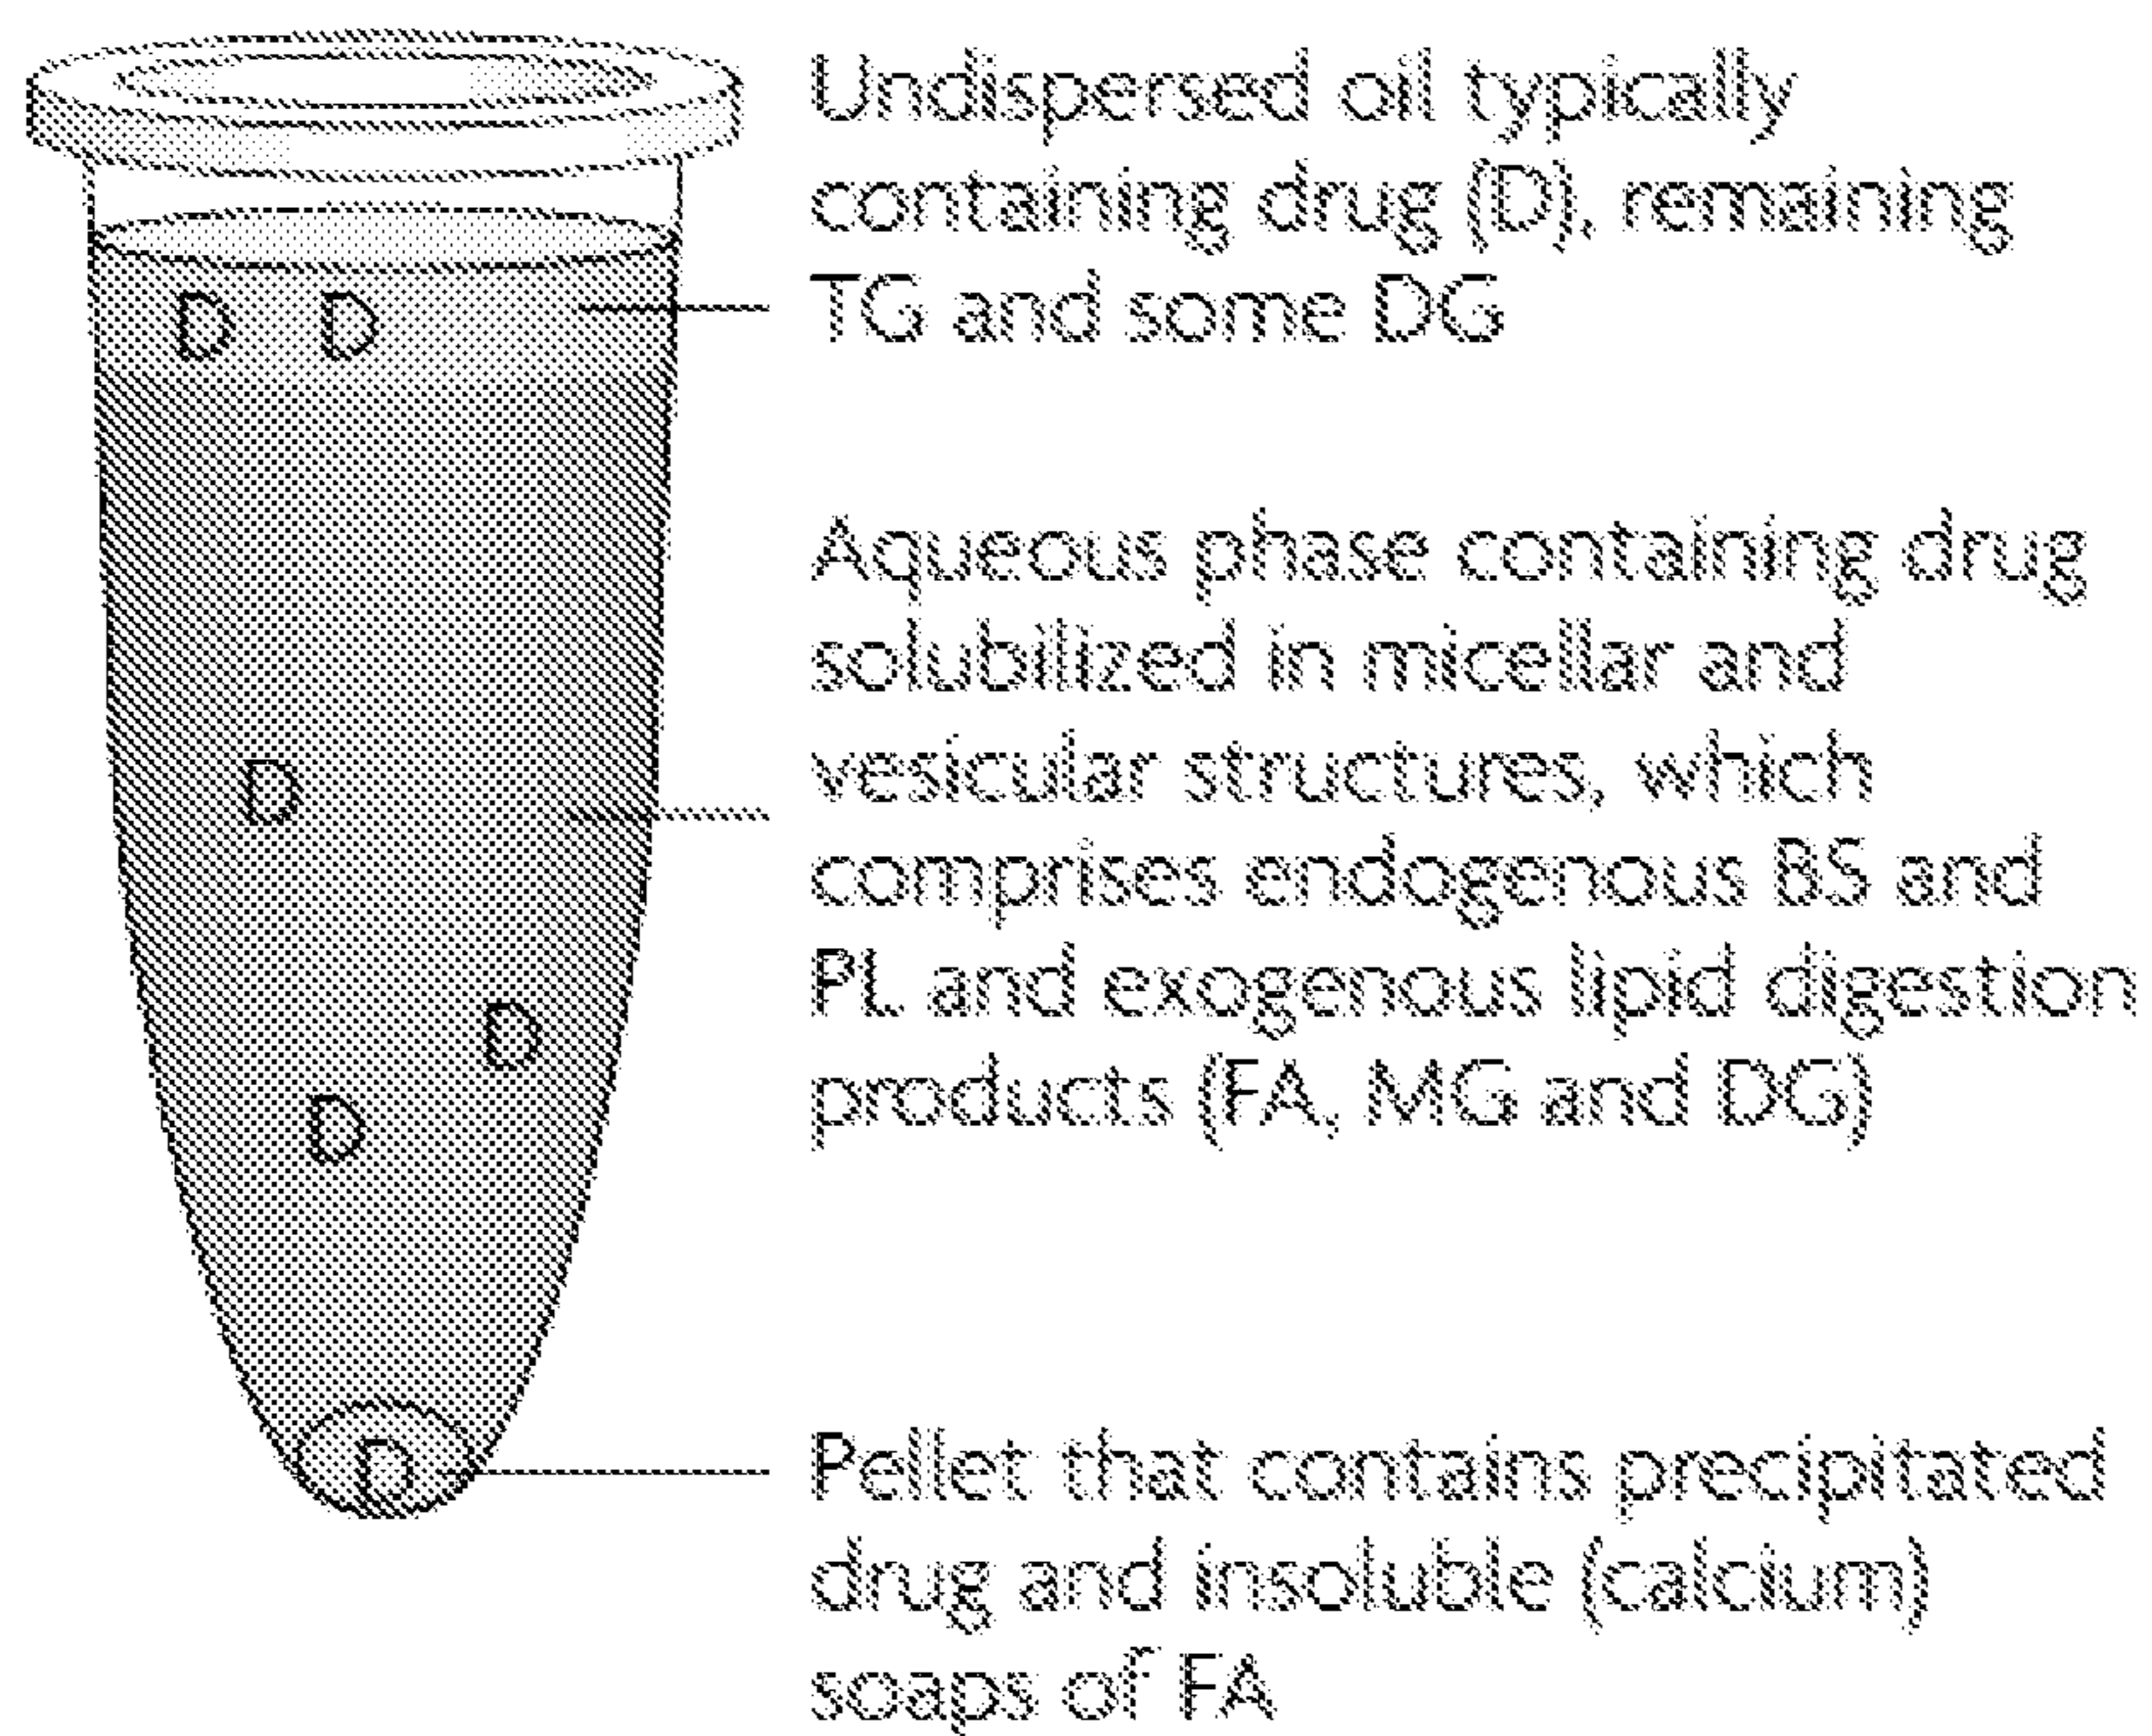 Undispersed oil typically
containing drug (D), remaining
TG and some DG
D D
Aqueous phase containing drug
solubilized in micellar and
vesicular structures, which
comprises endogenous BS and
PL and exogenous lipid digestion
products (FA, MG and DG)
D
D
D
Pellet that contains precipitated
drug and insoluble (calcium)
soaps of FA
D